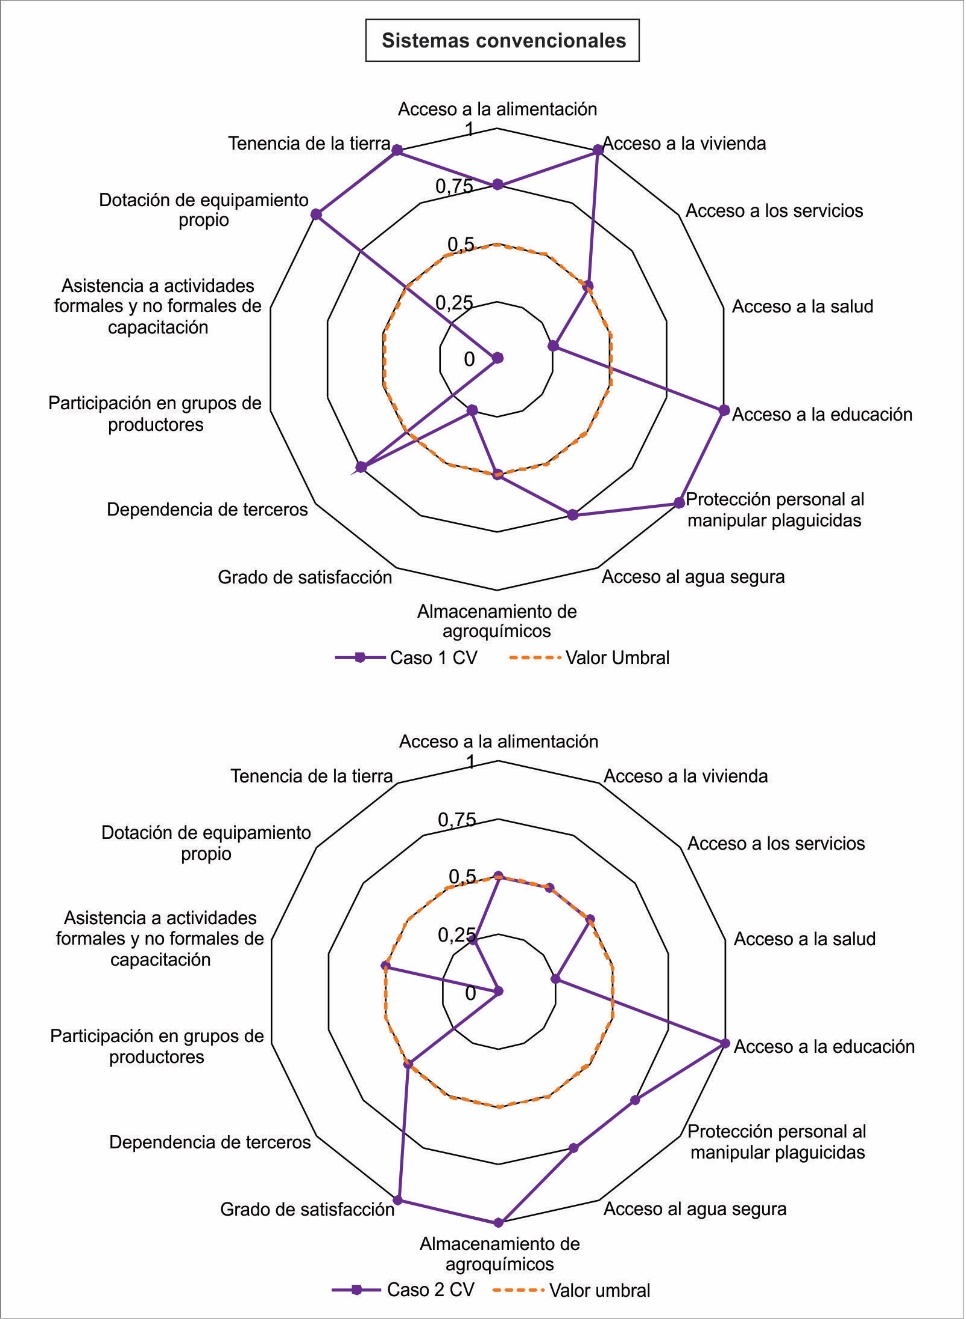 Sistemas convencionales
Acceso a la alimentación
1
Tenencia de la tierra
Acceso a la vivienda
0,75
Dotación de equipamiento
propio
Acceso a los servicios
0,5
Asistencia a actividades
formales y no formales de
capacitación
0,25
Acceso a la salud
0
Participación en grupos de
productores
Acceso a la educación
Dependencia de terceros
Protección personal al
manipular plaguicidas
Grado de satisfacción
Acceso al agua segura
Almacenamiento de
agroquímicos
Caso 1 CV
Valor Umbral
Acceso a la alimentación
1
Tenencia de la tierra
Acceso a la vivienda
0,75
Dotación de equipamiento
propio
Acceso a los servicios
0,5
Asistencia a actividades
formales y no formales de
capacitación
0,25
Acceso a la salud
0
Participación en grupos de
productores
Acceso a la educación
Dependencia de terceros
Protección personal al
manipular plaguicidas
Grado de satisfacción
Acceso al agua segura
Almacenamiento de
agroquímicos
Caso 2 CV
Valor umbral